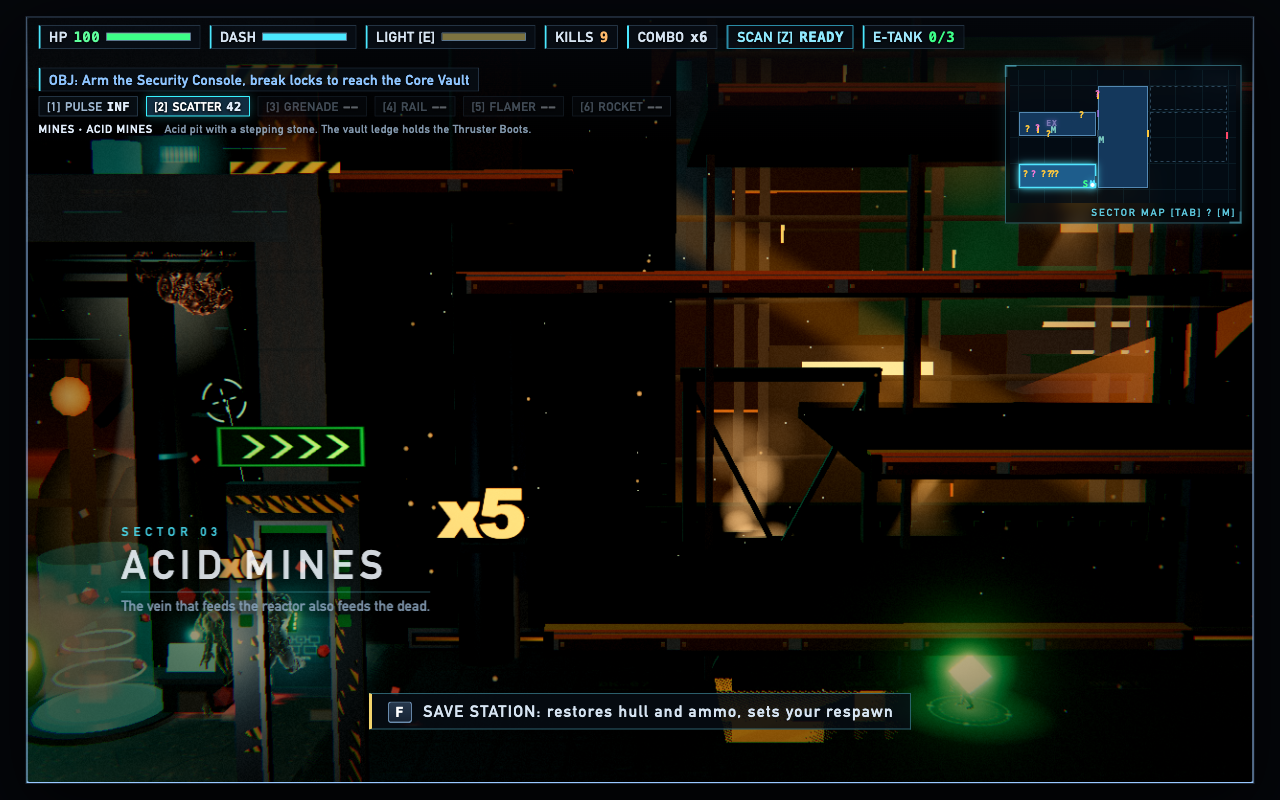 HP 100
DASH
LIGHT [E]
KILLS 9
COMBO x6
SCAN [Z] READY
E-TANK 0/3
OBJ: Arm the Security Console, break locks to reach the Core Vault
[1] PULSE INF
[2] SCATTER 42
[3] GRENADE --
[4] RAIL --
[5] FLAMER --
[6] ROCKET --
MINES · ACID MINES Acid pit with a stepping stone. The vault ledge holds the Thruster Boots.
? ? ? ? EX M
? M
? ? ? ? ?
SECTOR MAP [TAB] ? [M]
>>>>
x5
SECTOR 03
ACID MINES
The vein that feeds the reactor also feeds the dead.
F SAVE STATION: restores hull and ammo, sets your respawn